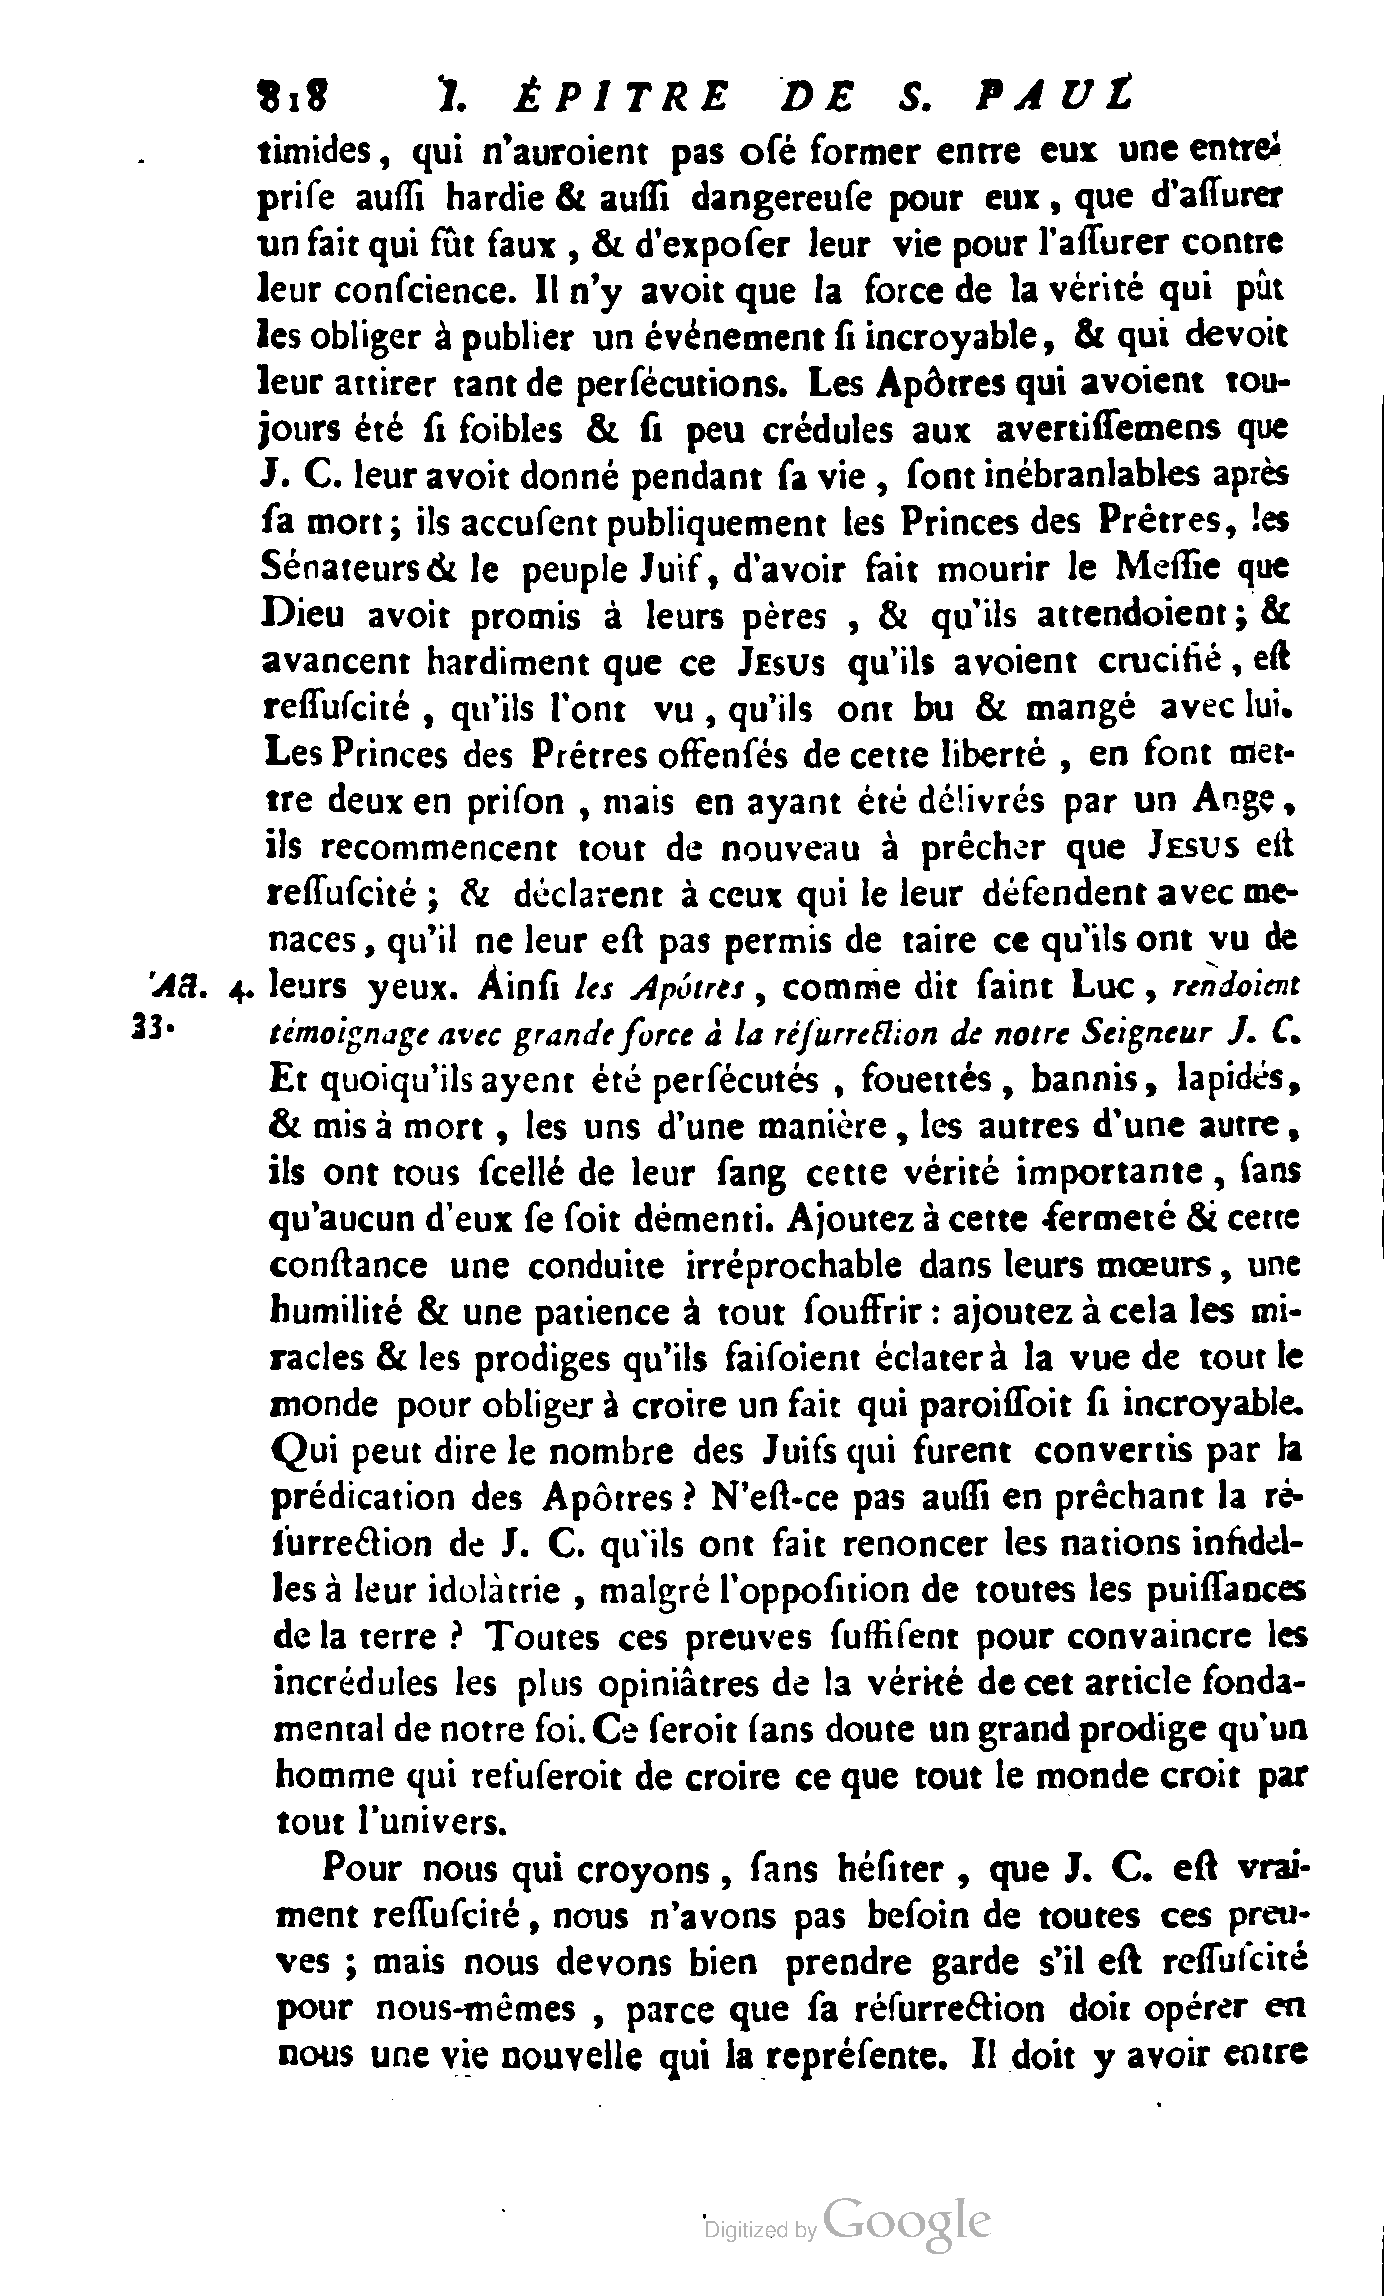 818 I. ÉPITRE DE S. PAUL
timides, qui n'auroient pas oſé former entre eux une entre-
priſe auſſi hardie & auſſi dangereuſe pour eux, que d'aſſurer
un fait qui fût faux, & d'expoſer leur vie pour l'aſſurer contre
leur conſcience. Il n'y avoit que la force de la vérité qui pût
les obliger à publier un événement ſi incroyable, & qui devoit
leur attirer tant de perſécutions. Les Apôtres qui avoient tou-
jours été ſi foibles & ſi peu crédules aux avertiſſemens que
J. C. leur avoit donné pendant ſa vie, ſont inébranlables après
ſa mort; ils accuſent publiquement les Princes des Prêtres, les
Sénateurs & le peuple Juif, d'avoir fait mourir le Meſſie que
Dieu avoit promis à leurs pères, & qu'ils attendoient; &
avancent hardiment que ce JESUS qu'ils avoient crucifié, eſt
reſſuſcité, qu'ils l'ont vu, qu'ils ont bu & mangé avec lui.
Les Princes des Prêtres offenſés de cette liberté, en font met-
tre deux en priſon, mais en ayant été délivrés par un Ange,
ils recommencent tout de nouveau à prêcher que JESUS eſt
reſſuſcité; & déclarent à ceux qui le leur défendent avec me-
naces, qu'il ne leur eſt pas permis de taire ce qu'ils ont vu de
Act. 4. leurs yeux. Ainſi les Apôtres, comme dit ſaint Luc, rendoient
33. témoignage avec grande force à la réſurrection de notre Seigneur J. C.
Et quoiqu'ils ayent été perſécutés, fouettés, bannis, lapidés,
& mis à mort, les uns d'une manière, les autres d'une autre,
ils ont tous ſcellé de leur ſang cette vérité importante, ſans
qu'aucun d'eux ſe ſoit démenti. Ajoutez à cette fermeté & cette
conſtance une conduite irréprochable dans leurs mœurs, une
humilité & une patience à tout ſouffrir: ajoutez à cela les mi-
racles & les prodiges qu'ils faiſoient éclater à la vue de tout le
monde pour obliger à croire un fait qui paroiſſoit ſi incroyable.
Qui peut dire le nombre des Juifs qui furent convertis par la
prédication des Apôtres? N'eſt-ce pas auſſi en prêchant la ré-
ſurrection de J. C. qu'ils ont fait renoncer les nations infidel-
les à leur idolàtrie, malgré l'oppoſition de toutes les puiſſances
de la terre? Toutes ces preuves ſuffiſent pour convaincre les
incrédules les plus opiniâtres de la vérité de cet article fonda-
mental de notre foi. Ce ſeroit ſans doute un grand prodige qu'un
homme qui refuſeroit de croire ce que tout le monde croit par
tout l'univers.
Pour nous qui croyons, ſans héſiter, que J. C. eſt vrai-
ment reſſuſcité, nous n'avons pas beſoin de toutes ces preu-
ves; mais nous devons bien prendre garde s'il eſt reſſuſcité
pour nous-mêmes, parce que ſa réſurrection doit opérer en
nous une vie nouvelle qui la repréſente. Il doit y avoir entre
Digitized by Google